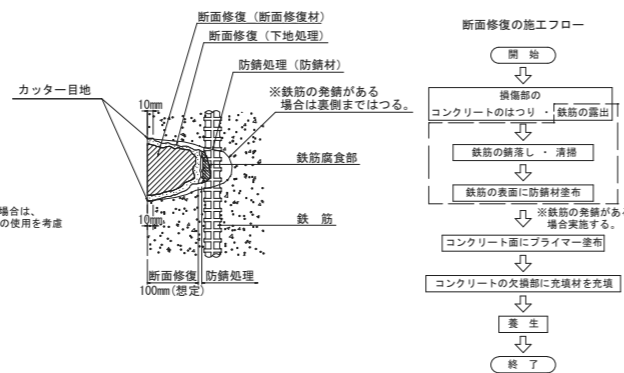 断面修復（断面修復材）
断面修復（下地処理）
防錆処理（防錆材）
カッター目地
※鉄筋の発錆がある
場合は裏側まではつる。
10mm
鉄筋腐食部
場合は、
の使用を考慮
10mm
鉄 筋
断面修復
防錆処理
100mm(想定)
断面修復の施工フロー
開 始
損傷部の
コンクリートのはつり ・ 鉄筋の露出
鉄筋の錆落し ・ 清掃
鉄筋の表面に防錆材塗布
※鉄筋の発錆がある
場合実施する。
コンクリート面にプライマー塗布
コンクリートの欠損部に充填材を充填
養 生
終 了